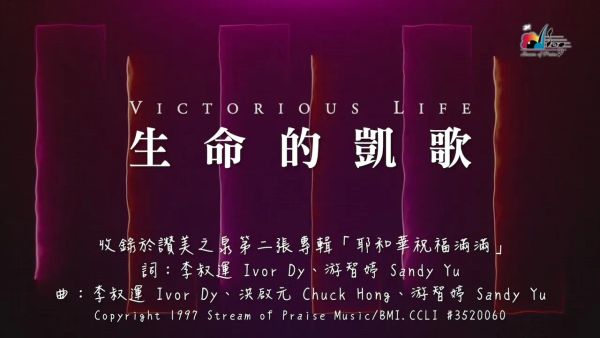 Stream of Praise
VICTORIOUS LIFE
生命的凱歌
收錄於讚美之泉第二張專輯「耶和華祝福滿滿」
詞：李叔運 Ivor Dy、游智婷 Sandy Yu
曲：李叔運 Ivor Dy、洪啟元 Chuck Hong、游智婷 Sandy Yu
Copyright 1997 Stream of Praise Music/BMI.CCLI #3520060